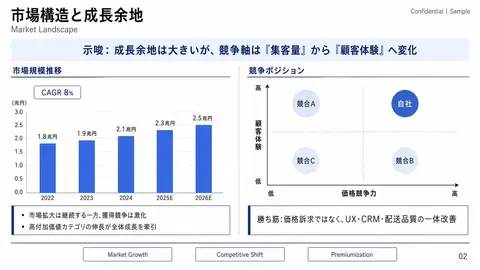 市場構造と成長余地
Market Landscape
Confidential | Sample
示唆：成長余地は大きいが、競争軸は『集客量』から『顧客体験』へ変化
市場規模推移
CAGR 8%
(兆円)
3.0
2.5
2.0
1.5
1.0
0.5
0.0
1.8兆円
1.9兆円
2.1兆円
2.3兆円
2.5兆円
2022
2023
2024
2025E
2026E
• 市場拡大は継続する一方、獲得競争は激化
• 高付加価値カテゴリの伸長が全体成長を牽引
競争ポジション
高
顧客体験
低
競合A
自社
競合C
競合B
低
価格競争力
高
勝ち筋：価格訴求ではなく、UX・CRM・配送品質の一体改善
Market Growth
Competitive Shift
Premiumization
02